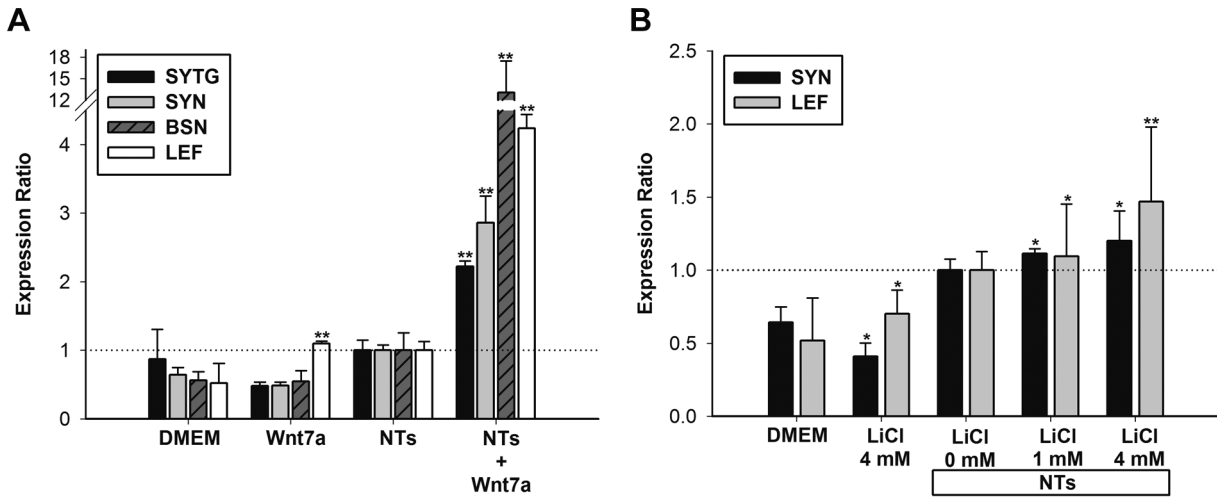 A
Expression Ratio
18
15
12
4
3
2
1
0
SYTG
SYN
BSN
LEF
**
**
**
**
**
DMEM Wnt7a NTs NTs
+
Wnt7a
B
Expression Ratio
2.5
2.0
1.5
1.0
0.5
0.0
SYN
LEF
*
*
*
*
*
**
DMEM LiCl LiCl LiCl LiCl
4 mM 0 mM 1 mM 4 mM
NTs